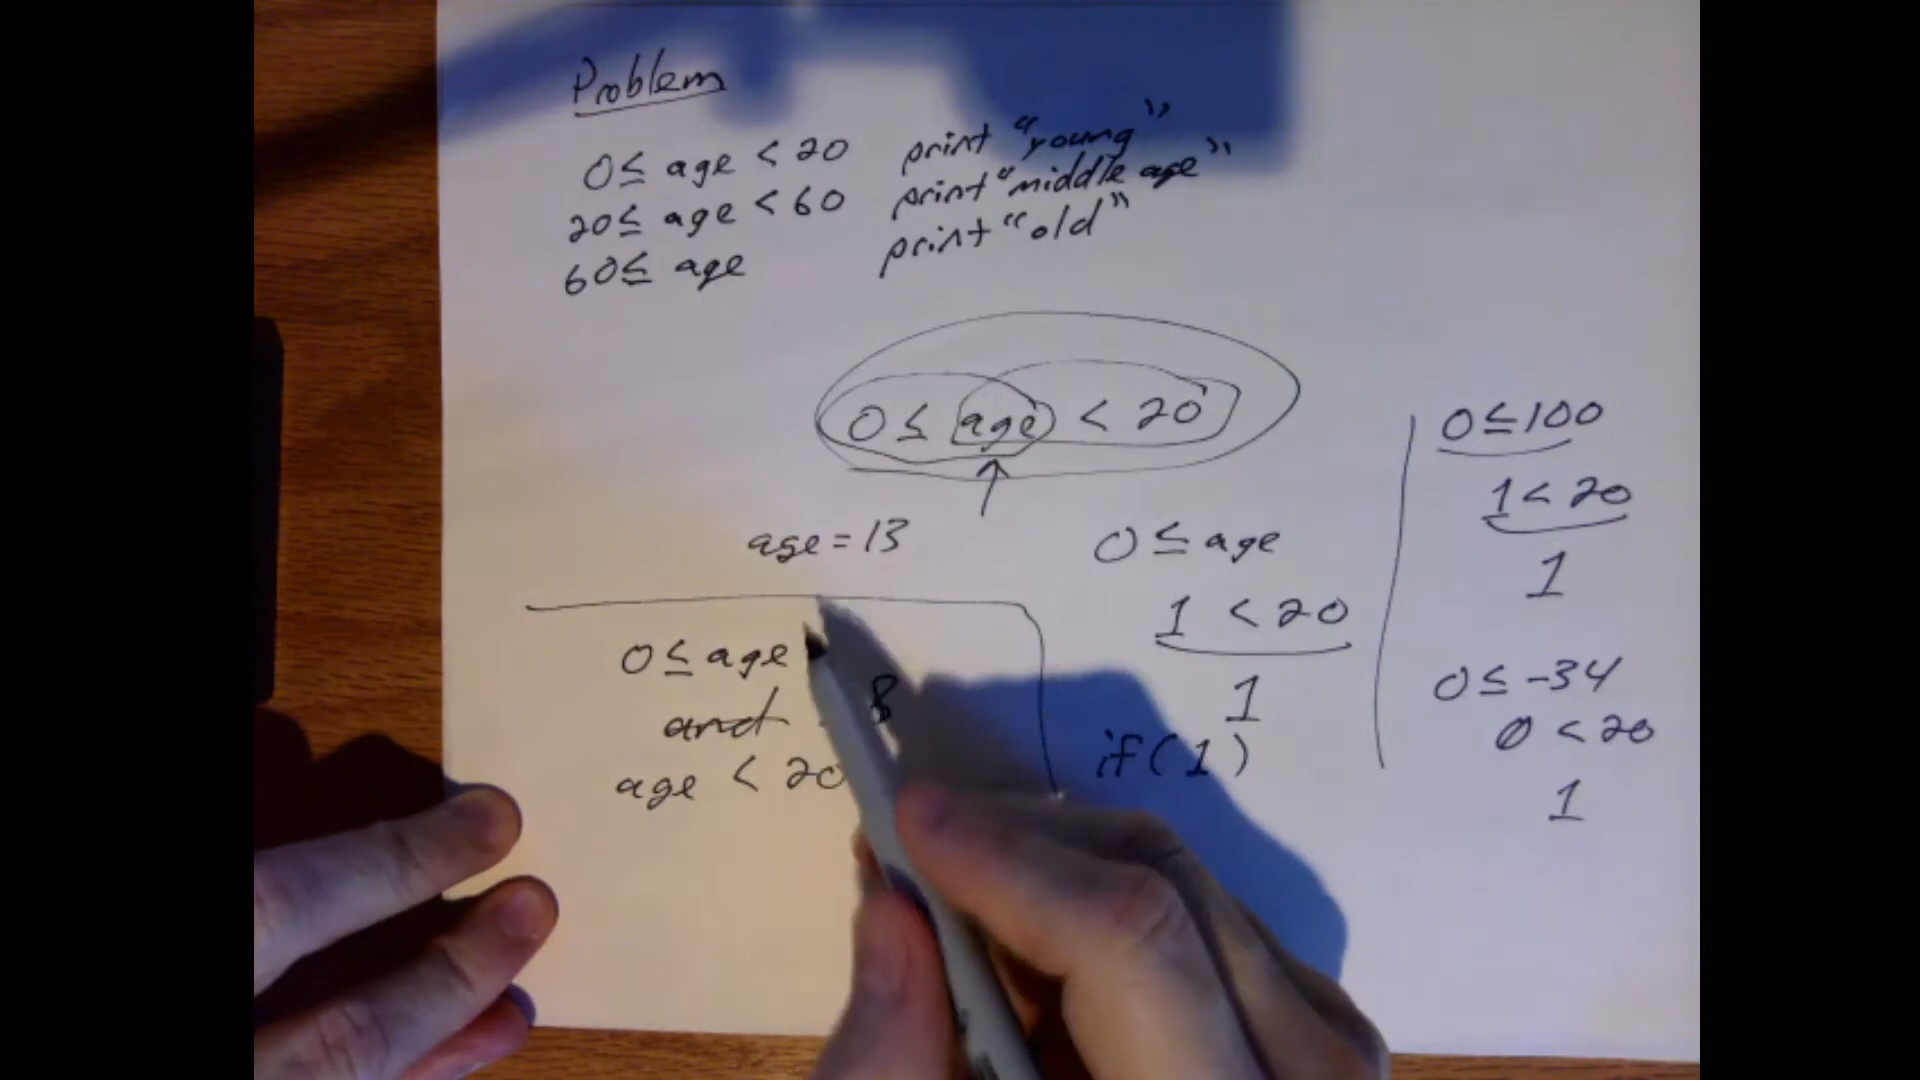 Problem
0≤ age < 20 print "young"
20≤ age < 60 print "middle age"
60≤ age print "old"
0≤ age < 20
age = 13
0≤ age
and
age < 20
0≤ age
1 < 20
1
if(1)
0≤100
1< 20
1
0≤ -34
0 < 20
1